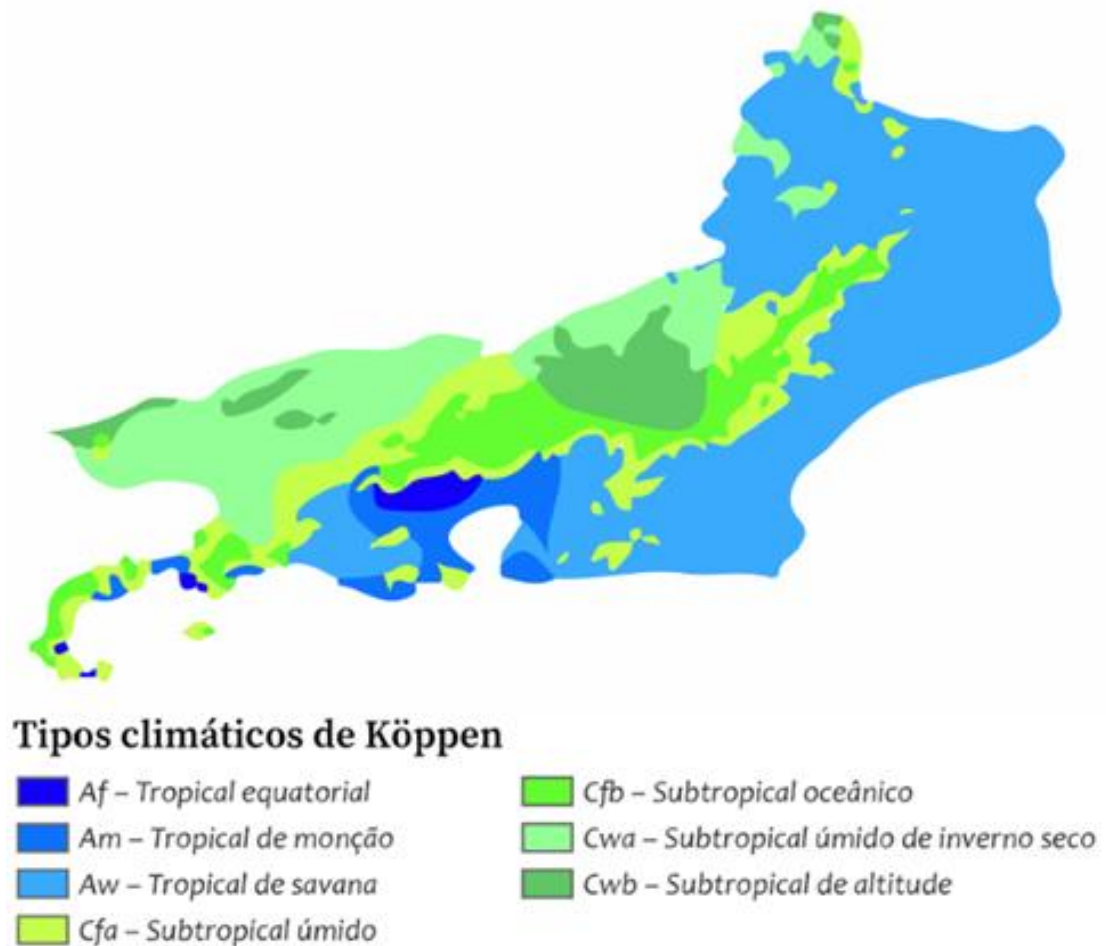 Tipos climáticos de Köppen
Af – Tropical equatorial
Am – Tropical de monção
Aw – Tropical de savana
Cfa – Subtropical úmido
Cfb – Subtropical oceânico
Cwa – Subtropical úmido de inverno seco
Cwb – Subtropical de altitude